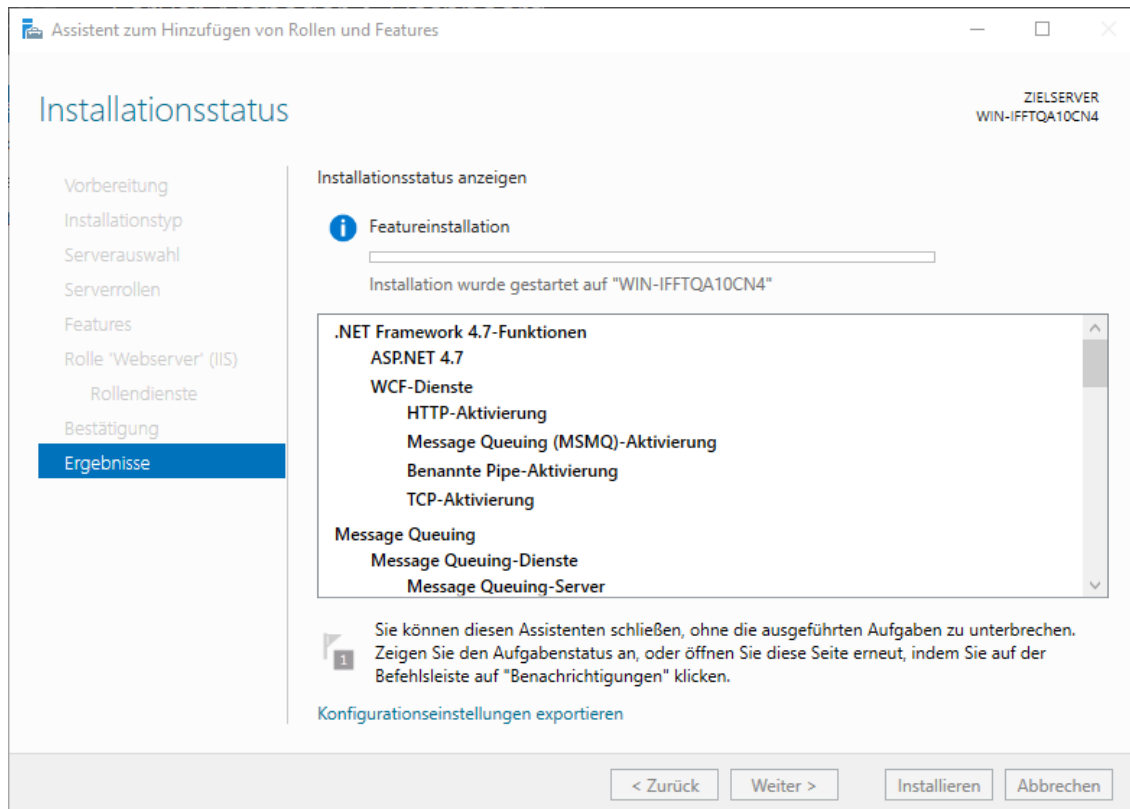 Assistent zum Hinzufügen von Rollen und Features
Installationsstatus
ZIELSERVER
WIN-IFFTQA10CN4
Vorbereitung
Installationstyp
Serverauswahl
Serverrollen
Features
Rolle 'Webserver' (IIS)
Rollendienste
Bestätigung
Ergebnisse
Installationsstatus anzeigen
Featureinstallation
Installation wurde gestartet auf "WIN-IFFTQA10CN4"
.NET Framework 4.7-Funktionen
ASP.NET 4.7
WCF-Dienste
HTTP-Aktivierung
Message Queuing (MSMQ)-Aktivierung
Benannte Pipe-Aktivierung
TCP-Aktivierung
Message Queuing
Message Queuing-Dienste
Message Queuing-Server
1
Sie können diesen Assistenten schließen, ohne die ausgeführten Aufgaben zu unterbrechen.
Zeigen Sie den Aufgabenstatus an, oder öffnen Sie diese Seite erneut, indem Sie auf der
Befehlsleiste auf "Benachrichtigungen" klicken.
Konfigurationseinstellungen exportieren
< Zurück
Weiter >
Installieren
Abbrechen